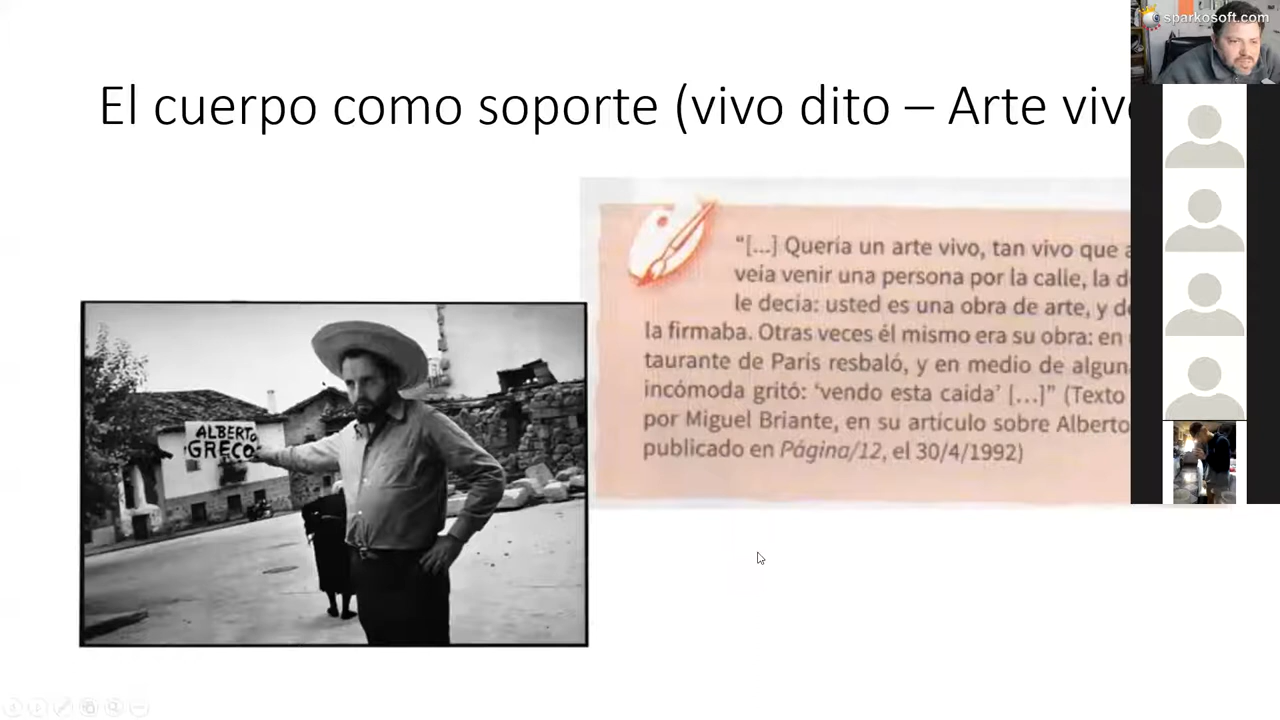 sparkosoft.com
El cuerpo como soporte (vivo dito – Arte viv
"[...] Quería un arte vivo, tan vivo que
veía venir una persona por la calle, la d
le decía: usted es una obra de arte, y d
la firmaba. Otras veces él mismo era su obra: en
taurante de París resbaló, y en medio de algun
incómoda gritó: 'vendo esta caída' [...]" (Texto
por Miguel Briante, en su artículo sobre Alberto
publicado en Página/12, el 30/4/1992)
ALBERTO
GRECO